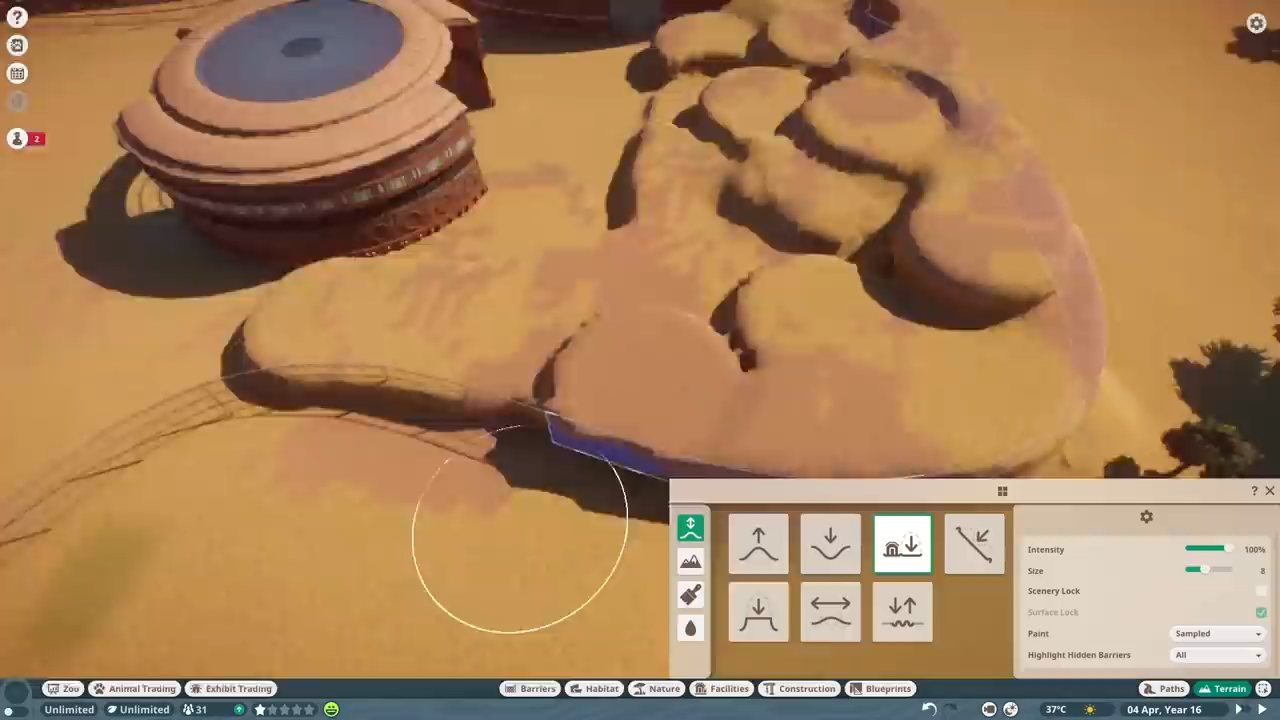 ?
2
? ×
Intensity 100%
Size 8
Scenery Lock
Surface Lock
Paint Sampled
Highlight Hidden Barriers All
Zoo Animal Trading Exhibit Trading Barriers Habitat Nature Facilities Construction Blueprints Paths Terrain
Unlimited Unlimited 31 37°C 04 Apr, Year 16